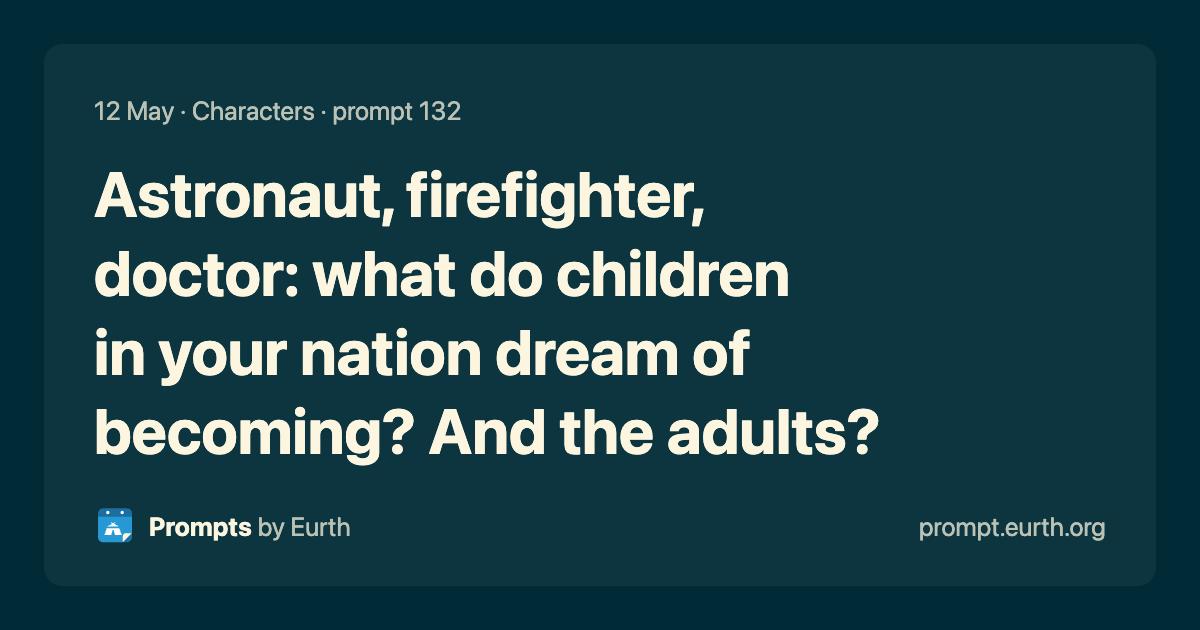 12 May · Characters · prompt 132
Astronaut, firefighter,
doctor: what do children
in your nation dream of
becoming? And the adults?
Prompts by Eurth
prompt.eurth.org